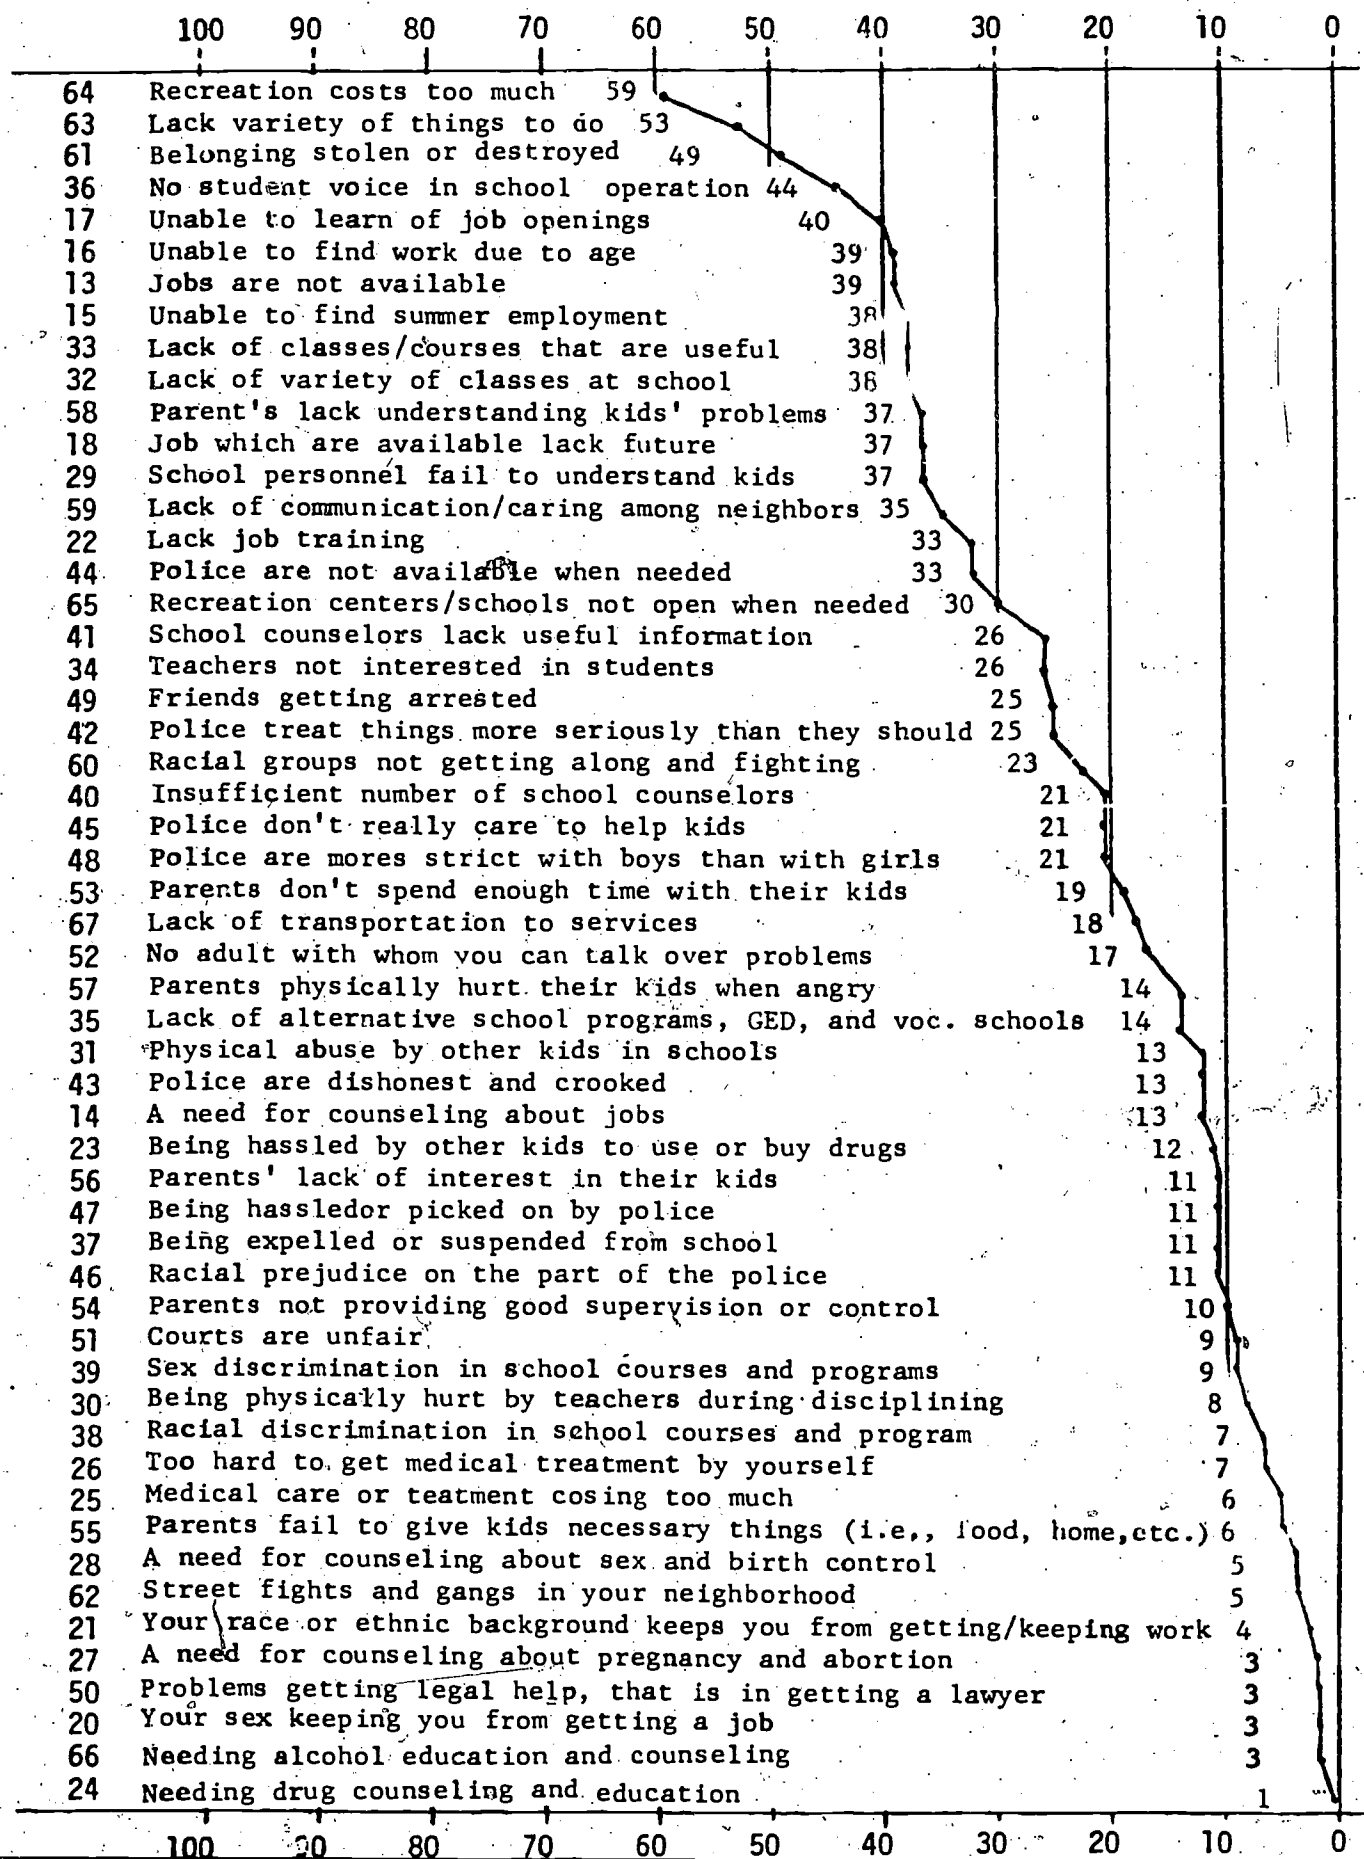 100 90 80 70 60 50 40 30 20 10 0
64 Recreation costs too much 59
63 Lack variety of things to do 53
61 Belonging stolen or destroyed 49
36 No student voice in school operation 44
17 Unable to learn of job openings 40
16 Unable to find work due to age 39
13 Jobs are not available 39
15 Unable to find summer employment 38
33 Lack of classes/courses that are useful 38
32 Lack of variety of classes at school 38
58 Parent's lack understanding kids' problems 37
18 Job which are available lack future 37
29 School personnel fail to understand kids 37
59 Lack of communication/caring among neighbors 35
22 Lack job training 33
44 Police are not available when needed 33
65 Recreation centers/schools not open when needed 30
41 School counselors lack useful information 26
34 Teachers not interested in students 26
49 Friends getting arrested 25
42 Police treat things more seriously than they should 25
60 Racial groups not getting along and fighting 23
40 Insufficient number of school counselors 21
45 Police don't really care to help kids 21
48 Police are mores strict with boys than with girls 21
53 Parents don't spend enough time with their kids 19
67 Lack of transportation to services 18
52 No adult with whom you can talk over problems 17
57 Parents physically hurt their kids when angry 14
35 Lack of alternative school programs, GED, and voc. schools 14
31 Physical abuse by other kids in schools 13
43 Police are dishonest and crooked 13
14 A need for counseling about jobs 13
23 Being hassled by other kids to use or buy drugs 12
56 Parents' lack of interest in their kids 11
47 Being hassledor picked on by police 11
37 Being expelled or suspended from school 11
46 Racial prejudice on the part of the police 11
54 Parents not providing good supervision or control 10
51 Courts are unfair 9
39 Sex discrimination in school courses and programs 9
30 Being physically hurt by teachers during disciplining 8
38 Racial discrimination in school courses and program 7
26 Too hard to get medical treatment by yourself 7
25 Medical care or teatment cosing too much 6
55 Parents fail to give kids necessary things (i.e., food, home,etc.) 6
28 A need for counseling about sex and birth control 5
62 Street fights and gangs in your neighborhood 5
21 Your race or ethnic background keeps you from getting/keeping work 4
27 A need for counseling about pregnancy and abortion 3
50 Problems getting legal help, that is in getting a lawyer 3
20 Your sex keeping you from getting a job 3
66 Needing alcohol education and counseling 3
24 Needing drug counseling and education 1
100 90 80 70 60 50 40 30 20 10 0